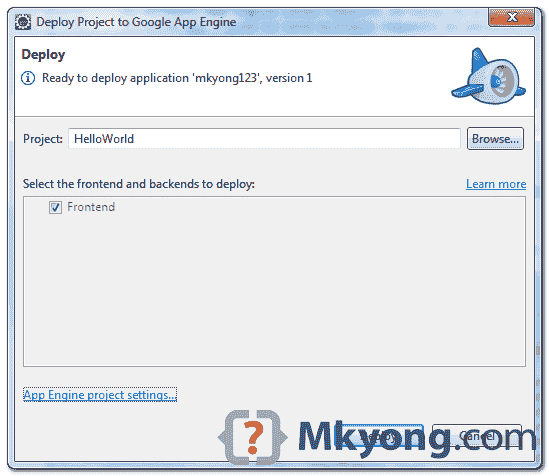 Deploy Project to Google App Engine
Deploy
Ready to deploy application 'mkyong123', version 1
Project: HelloWorld Browse...
Select the frontend and backends to deploy: Learn more
Frontend
App Engine project settings...
Deploy Cancel
Mkyong.com